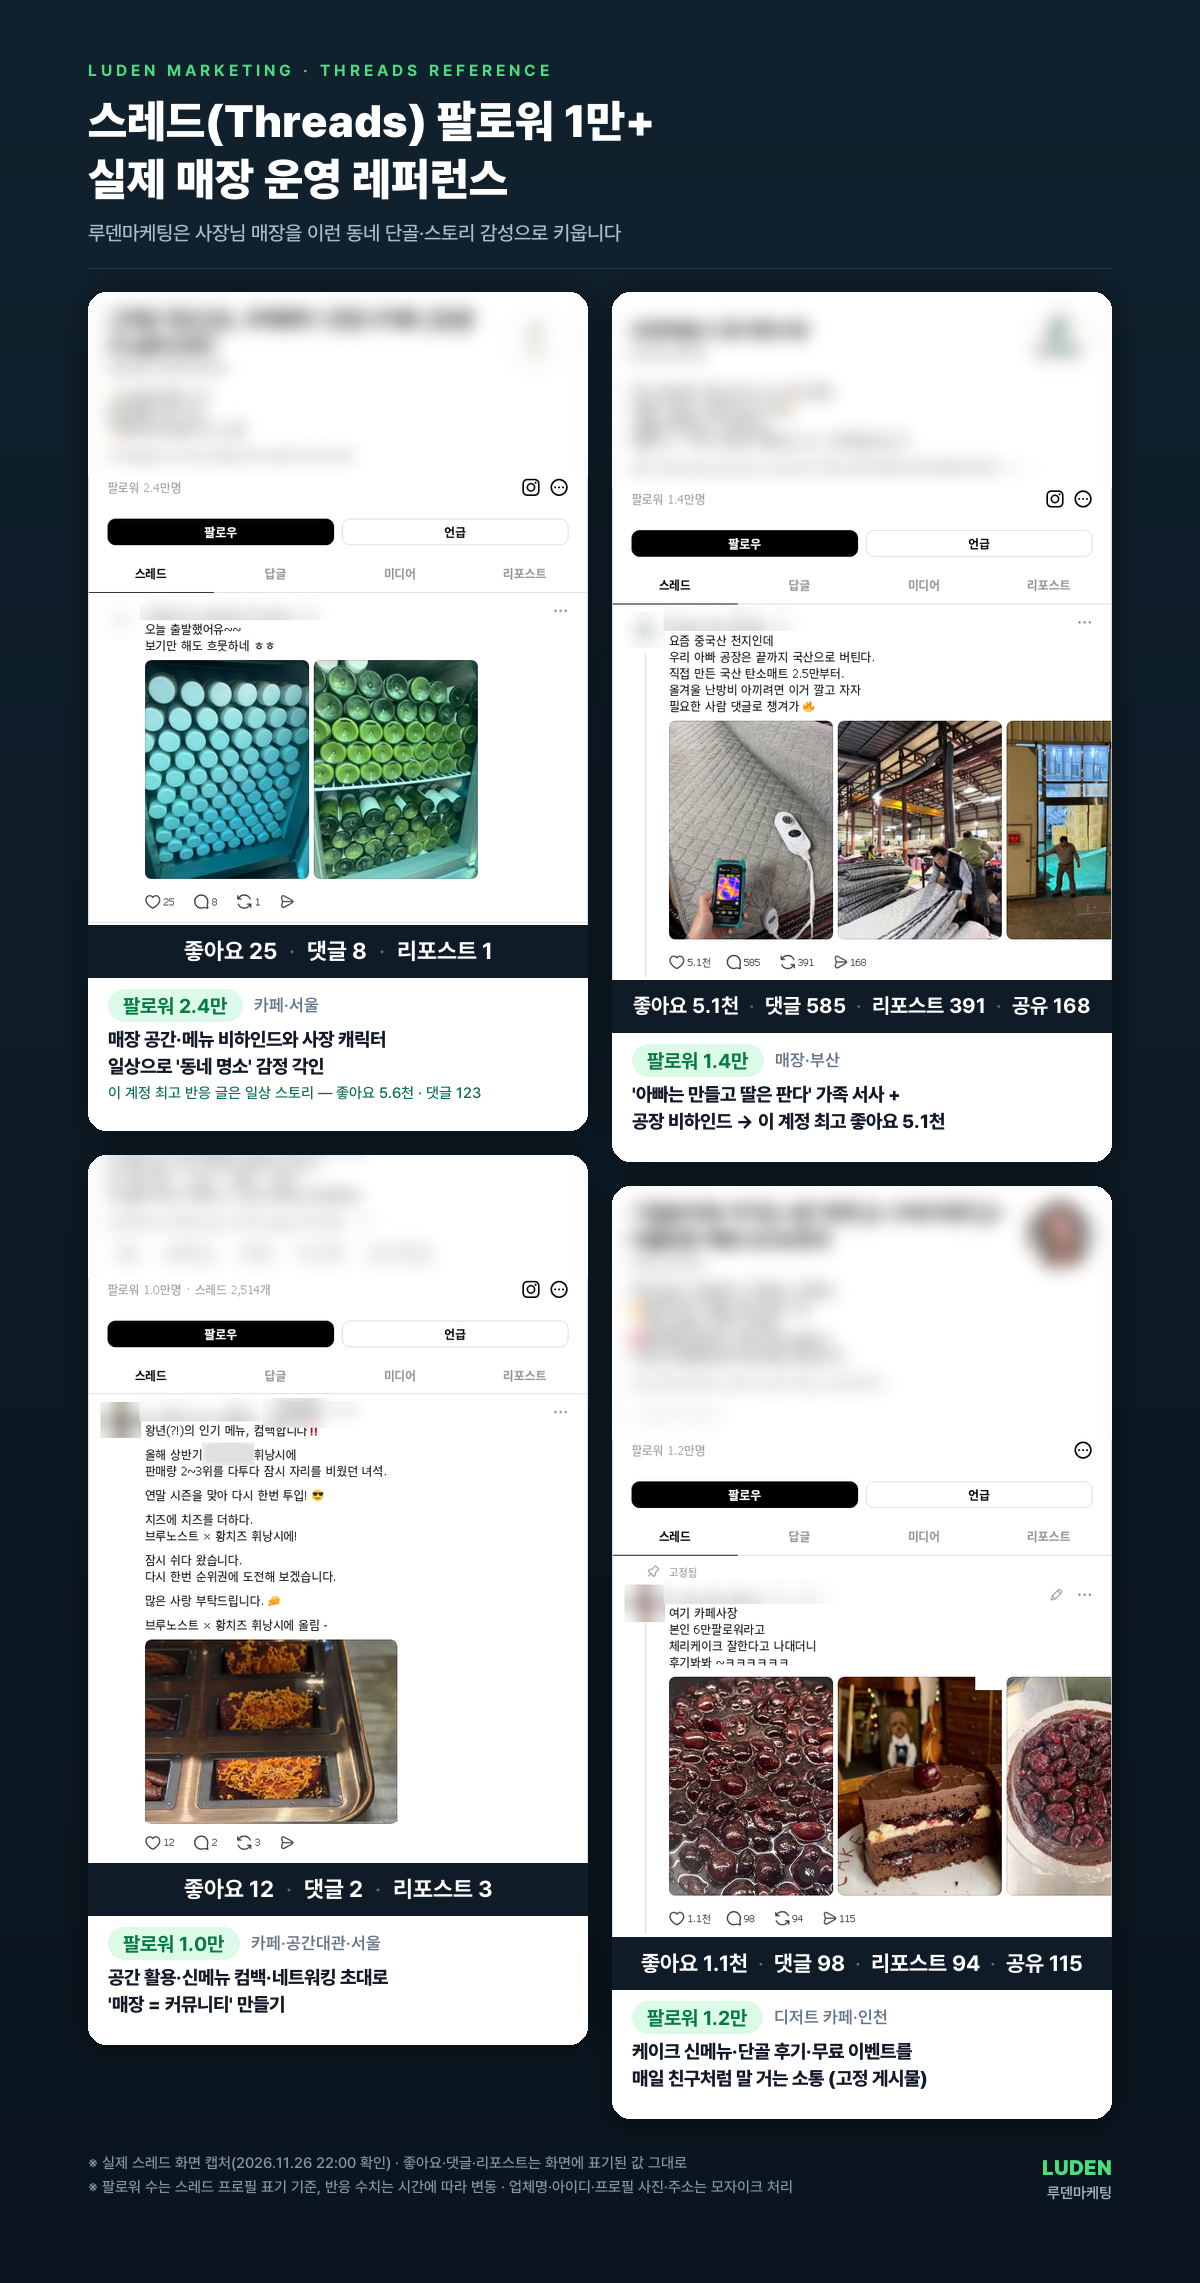 LUDEN MARKETING · THREADS REFERENCE
스레드(Threads) 팔로워 1만+
실제 매장 운영 레퍼런스
루덴마케팅은 사장님 매장을 이런 동네 단골·스토리 감성으로 키웁니다
팔로워 2.4만명
팔로우
언급
스레드 답글 미디어 리포스트
오늘 출발했어유~~
보기만 해도 흐뭇하네 ㅎㅎ
25 8 1
좋아요 25 · 댓글 8 · 리포스트 1
팔로워 2.4만 카페·서울
매장 공간·메뉴 비하인드와 사장 캐릭터
일상으로 '동네 명소' 감정 각인
이 계정 최고 반응 글은 일상 스토리 — 좋아요 5.6천 · 댓글 123
팔로워 1.4만명
팔로우
언급
스레드 답글 미디어 리포스트
요즘 중국산 천지인데
우리 아빠 공장은 끝까지 국산으로 버틴다.
직접 만든 국산 탄소매트 2.5만부터.
올겨울 난방비 아끼려면 이거 깔고 자자
필요한 사람 댓글로 챙겨가 🔥
5.1천 585 391 168
좋아요 5.1천 · 댓글 585 · 리포스트 391 · 공유 168
팔로워 1.4만 매장·부산
'아빠는 만들고 딸은 판다' 가족 서사 +
공장 비하인드 → 이 계정 최고 좋아요 5.1천
팔로워 1.0만명 · 스레드 2,514개
팔로우
언급
스레드 답글 미디어 리포스트
왕년(?!)의 인기 메뉴, 컴백합니다‼️
올해 상반기 휘낭시에
판매량 2~3위를 다투다 잠시 자리를 비웠던 녀석.
연말 시즌을 맞아 다시 한번 투입! 😎
치즈에 치즈를 더하다.
브루노스트 × 황치즈 휘낭시에!
잠시 쉬다 왔습니다.
다시 한번 순위권에 도전해 보겠습니다.
많은 사랑 부탁드립니다. 🧀
브루노스트 × 황치즈 휘낭시에 올림 -
12 2 3
좋아요 12 · 댓글 2 · 리포스트 3
팔로워 1.0만 카페·공간대관·서울
공간 활용·신메뉴 컴백·네트워킹 초대로
'매장 = 커뮤니티' 만들기
팔로워 1.2만명
팔로우
언급
스레드 답글 미디어 리포스트
고정됨
여기 카페사장
본인 6만팔로워라고
체리케이크 잘한다고 나대더니
후기봐봐 ~ㅋㅋㅋㅋㅋㅋ
1.1천 98 94 115
좋아요 1.1천 · 댓글 98 · 리포스트 94 · 공유 115
팔로워 1.2만 디저트 카페·인천
케이크 신메뉴·단골 후기·무료 이벤트를
매일 친구처럼 말 거는 소통 (고정 게시물)
※ 실제 스레드 화면 캡처(2026.11.26 22:00 확인) · 좋아요·댓글·리포스트는 화면에 표기된 값 그대로
※ 팔로워 수는 스레드 프로필 표기 기준, 반응 수치는 시간에 따라 변동 · 업체명·아이디·프로필 사진·주소는 모자이크 처리
LUDEN
루덴마케팅